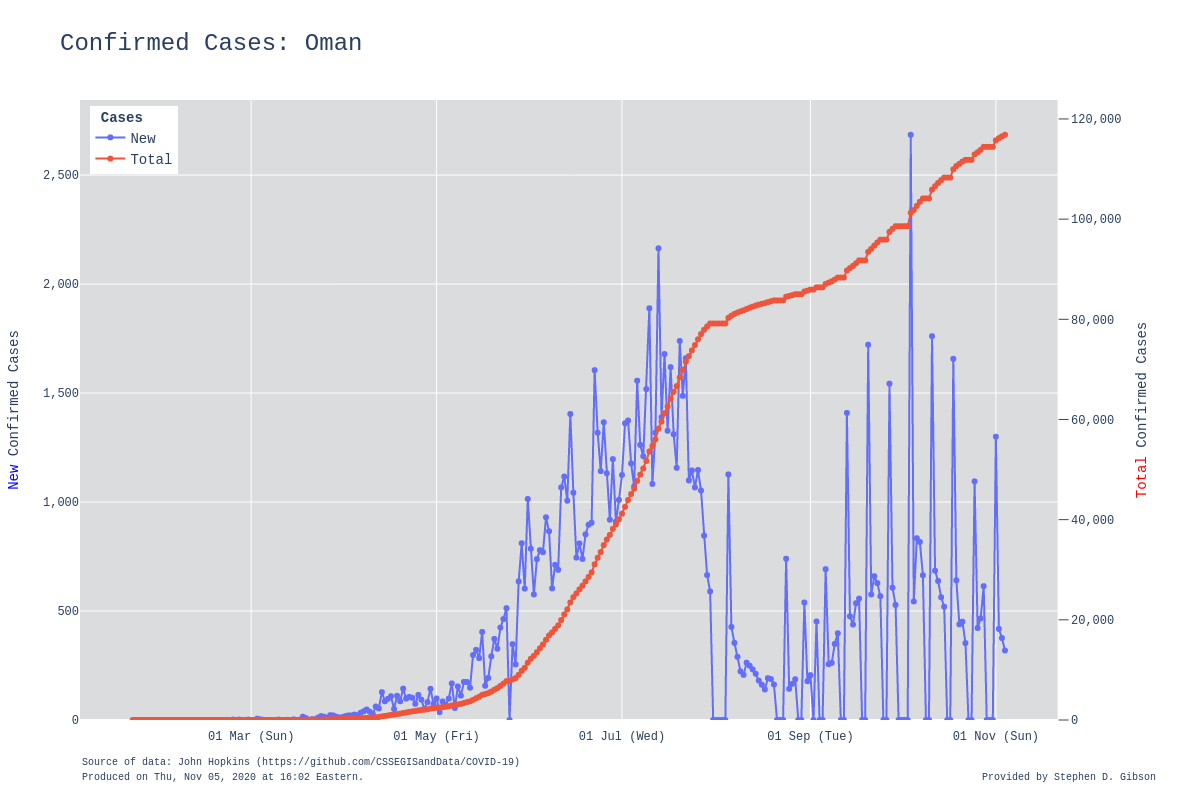 Confirmed Cases: Oman
Cases
New
Total
2,500
2,000
1,500
1,000
500
0
New Confirmed Cases
120,000
100,000
80,000
60,000
40,000
20,000
0
Total Confirmed Cases
01 Mar (Sun)
01 May (Fri)
01 Jul (Wed)
01 Sep (Tue)
01 Nov (Sun)
Source of data: John Hopkins (https://github.com/CSSEGISandData/COVID-19)
Produced on Thu, Nov 05, 2020 at 16:02 Eastern.
Provided by Stephen D. Gibson